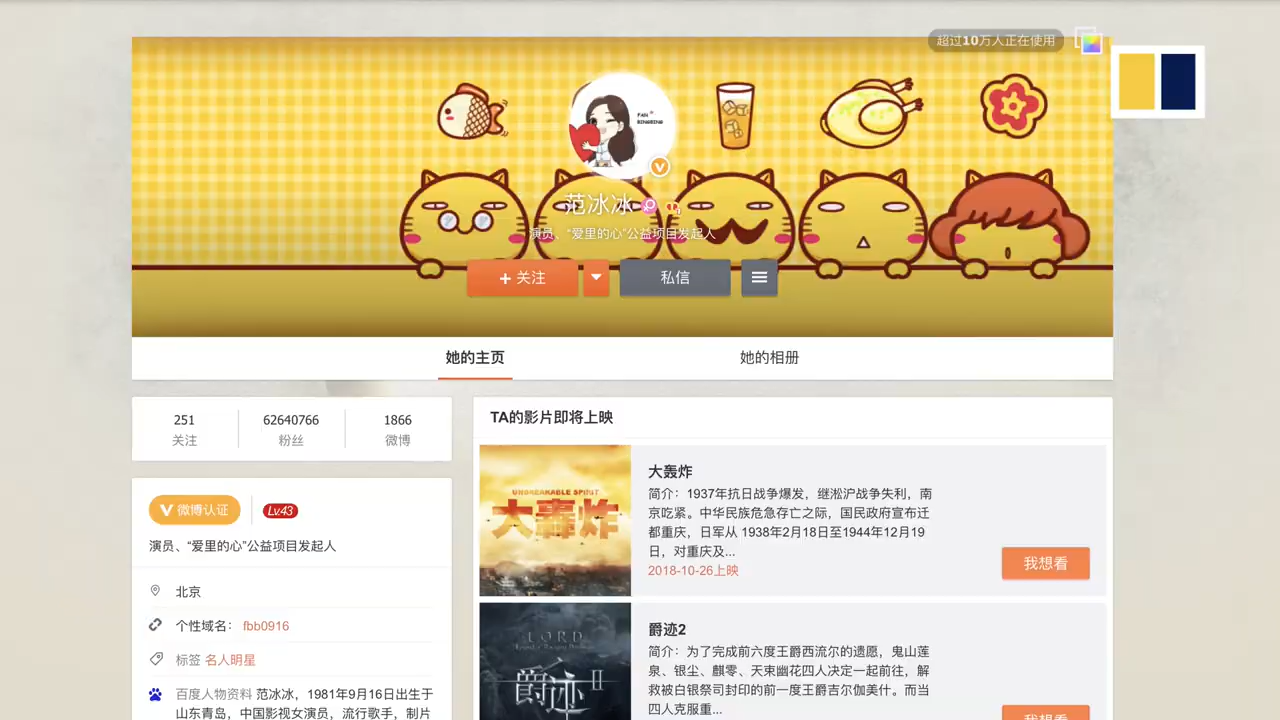 超过10万人正在使用
FAN
BINGBING
范冰冰
演员、“爱里的心”公益项目发起人
+ 关注
私信
她的主页
她的相册
251
关注
62640766
粉丝
1866
微博
V 微博认证
Lv.43
演员、“爱里的心”公益项目发起人
北京
个性域名： fbb0916
标签 名人明星
百度人物资料 范冰冰，1981年9月16日出生于
山东青岛，中国影视女演员，流行歌手，制片
TA的影片即将上映
UNBREAKABLE SPIRIT
大轰炸
大轰炸
简介：1937年抗日战争爆发，继淞沪战争失利，南
京吃紧。中华民族危急存亡之际，国民政府宣布迁
都重庆，日军从 1938年2月18日至1944年12月19
日，对重庆及...
2018-10-26上映
我想看
LORD
爵迹 II
爵迹2
简介：为了完成前六度王爵西流尔的遗愿，鬼山莲
泉、银尘、麒零、天束幽花四人决定一起前往，解
救被白银祭司封印的前一度王爵吉尔伽美什。而当
四人克服重...
我想看